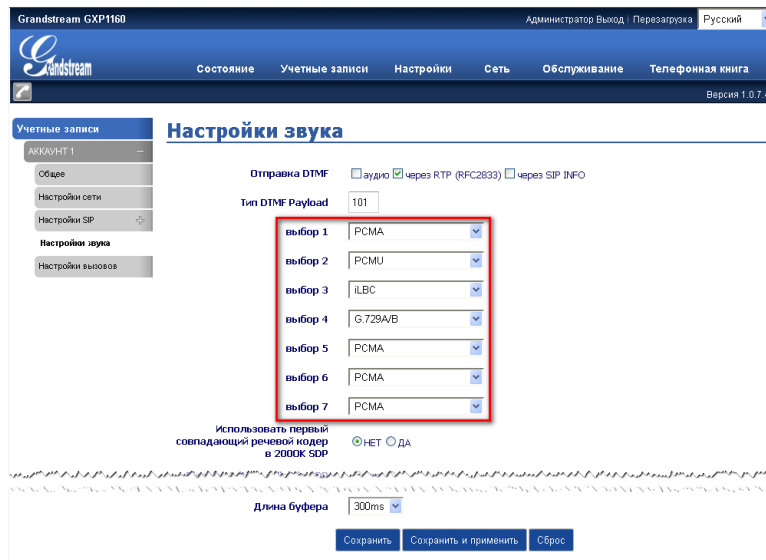 Grandstream GXP1160
Администратор Выход | Перезагрузка Русский
Grandstream
Состояние Учетные записи Настройки Сеть Обслуживание Телефонная книга
Версия 1.0.7.
Учетные записи
АККАУНТ 1
Общее
Настройки сети
Настройки SIP
Настройки звука
Настройки вызовов
Настройки звука
Отправка DTMF аудио через RTP (RFC2833) через SIP INFO
Тип DTMF Payload 101
выбор 1 PCMA
выбор 2 PCMU
выбор 3 iLBC
выбор 4 G.729A/B
выбор 5 PCMA
выбор 6 PCMA
выбор 7 PCMA
Использовать первый
совпадающий речевой кодер НЕТ ДА
в 2000K SDP
Длина буфера 300ms
Сохранить Сохранить и применить Сброс